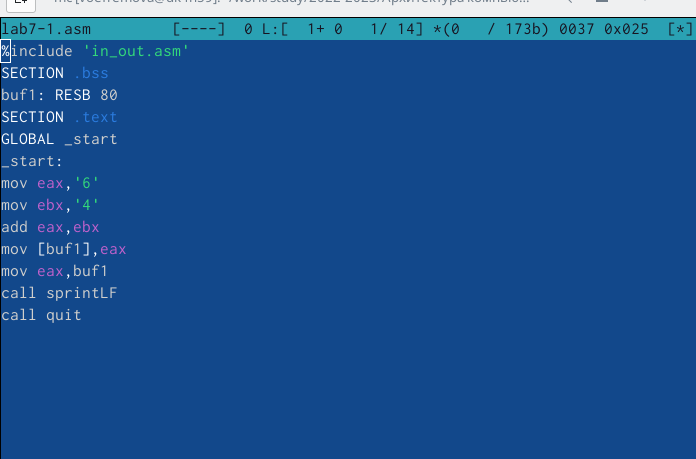 lab7-1.asm [----] 0 L:[ 1+ 0 1/ 14] *(0 / 173b) 0037 0x025 [*]
%include 'in_out.asm'
SECTION .bss
buf1: RESB 80
SECTION .text
GLOBAL _start
_start:
mov eax,'6'
mov ebx,'4'
add eax,ebx
mov [buf1],eax
mov eax,buf1
call sprintLF
call quit